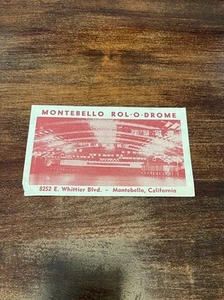 MONTEBELLO ROL-O-DROME
8252 E. Whittier Blvd. - Montebello, California